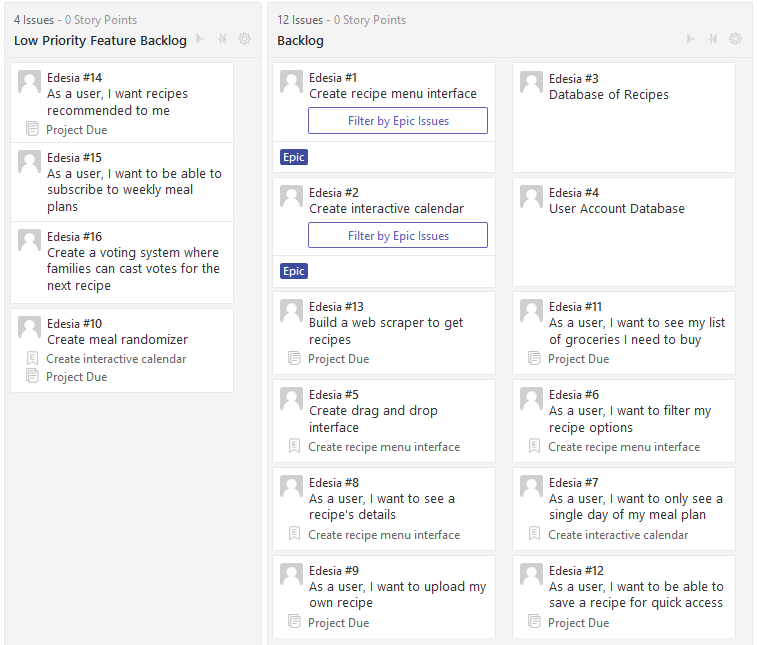 4 Issues - 0 Story Points
Low Priority Feature Backlog
Edesia #14
As a user, I want recipes
recommended to me
Project Due
Edesia #15
As a user, I want to be able to
subscribe to weekly meal
plans
Edesia #16
Create a voting system where
families can cast votes for the
next recipe
Edesia #10
Create meal randomizer
E Create interactive calendar
Project Due
12 Issues - 0 Story Points
Backlog
Edesia #1
Create recipe menu interface
Filter by Epic Issues
Epic
Edesia #3
Database of Recipes
Edesia #2
Create interactive calendar
Filter by Epic Issues
Epic
Edesia #4
User Account Database
Edesia #13
Build a web scraper to get
recipes
Project Due
Edesia #11
As a user, I want to see my list
of groceries I need to buy
Project Due
Edesia #5
Create drag and drop
interface
E Create recipe menu interface
Edesia #6
As a user, I want to filter my
recipe options
E Create recipe menu interface
Edesia #8
As a user, I want to see a
recipe's details
E Create recipe menu interface
Edesia #7
As a user, I want to only see a
single day of my meal plan
E Create interactive calendar
Edesia #9
As a user, I want to upload my
own recipe
Project Due
Edesia #12
As a user, I want to be able to
save a recipe for quick access
Project Due